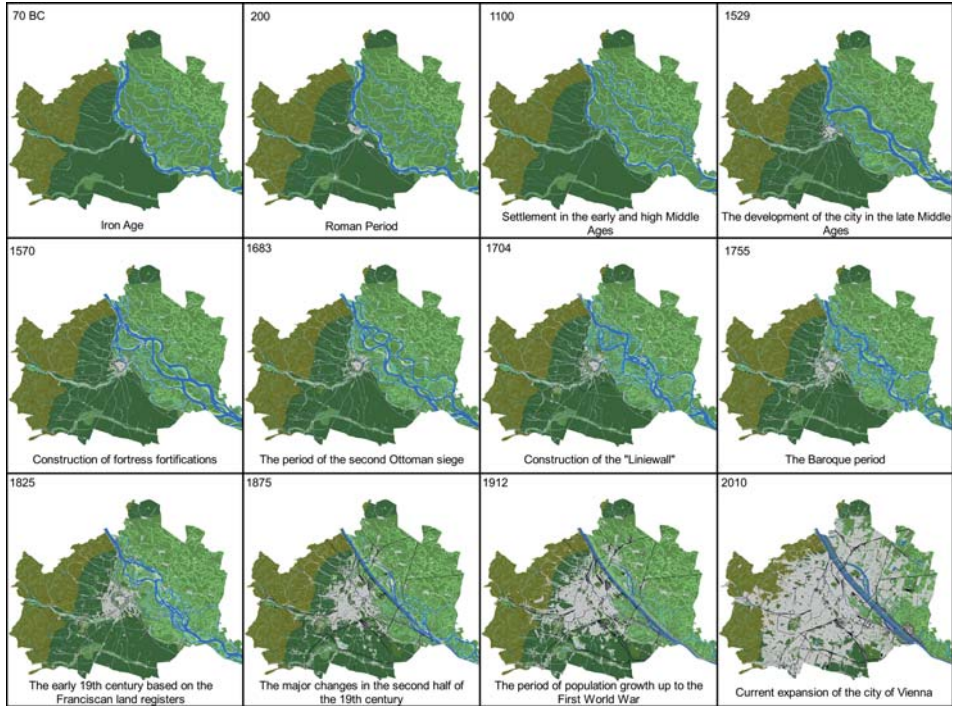 70 BC
Iron Age
200
Roman Period
1100
Settlement in the early and high Middle
Ages
1529
The development of the city in the late Middle
Ages
1570
Construction of fortress fortifications
1683
The period of the second Ottoman siege
1704
Construction of the "Liniewall"
1755
The Baroque period
1825
The early 19th century based on the
Franciscan land registers
1875
The major changes in the second half of
the 19th century
1912
The period of population growth up to the
First World War
2010
Current expansion of the city of Vienna